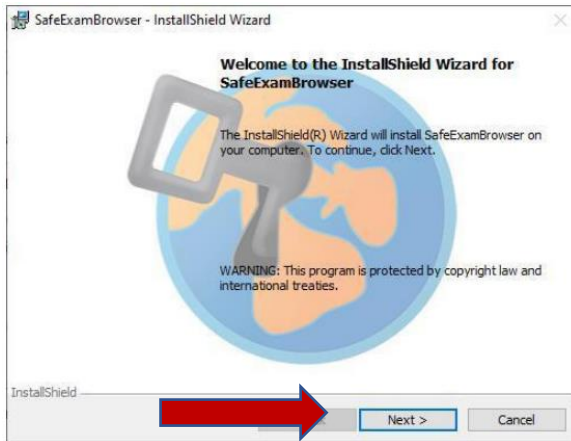 SafeExamBrowser - InstallShield Wizard
Welcome to the InstallShield Wizard for
SafeExamBrowser
The InstallShield(R) Wizard will install SafeExamBrowser on
your computer. To continue, click Next.
WARNING: This program is protected by copyright law and
international treaties.
InstallShield
Next >
Cancel